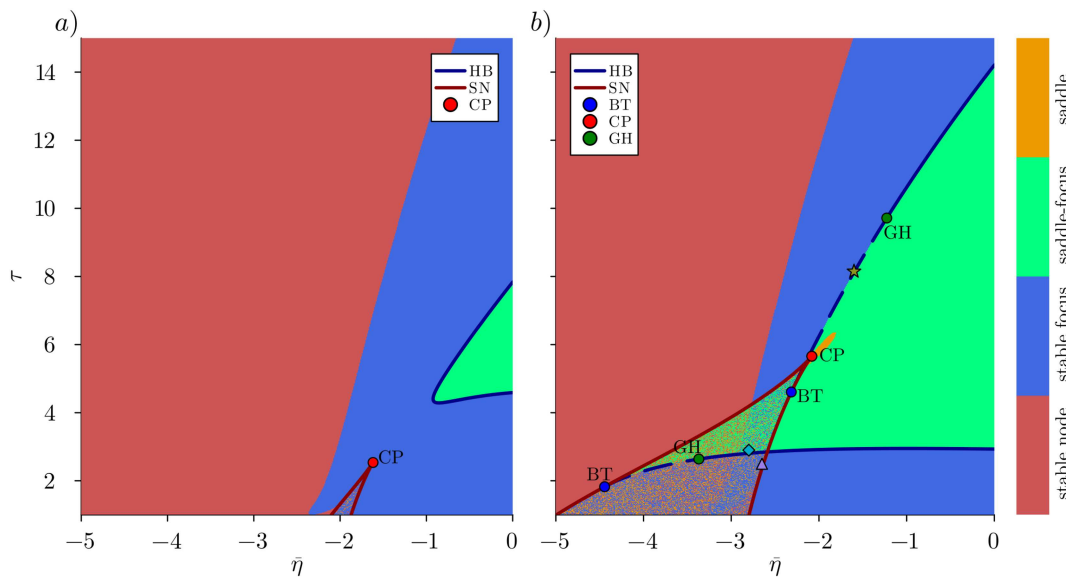 a)
b)
14
12
10
8
6
4
2
τ
HB
SN
CP
CP
−5
−4
−3
−2
−1
0
η̄
HB
SN
BT
CP
GH
GH
CP
BT
GH
BT
−5
−4
−3
−2
−1
0
η̄
saddle
saddle-focus
stable focus
stable node